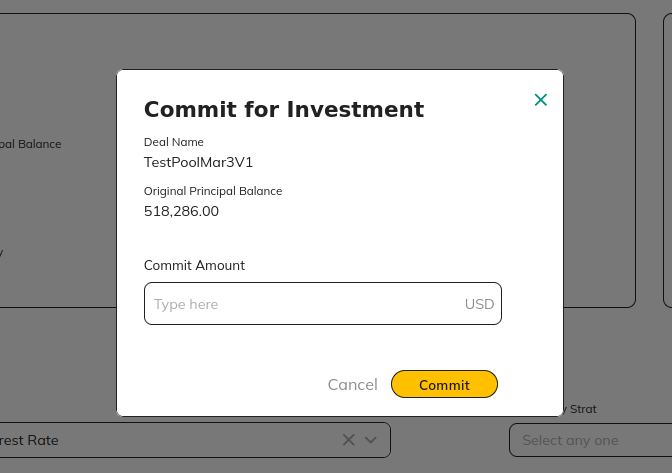 Commit for Investment
Deal Name
TestPoolMar3V1
pal Balance
Original Principal Balance
518,286.00
y
Commit Amount
Type here USD
Cancel Commit
y Strat
rest Rate
Select any one